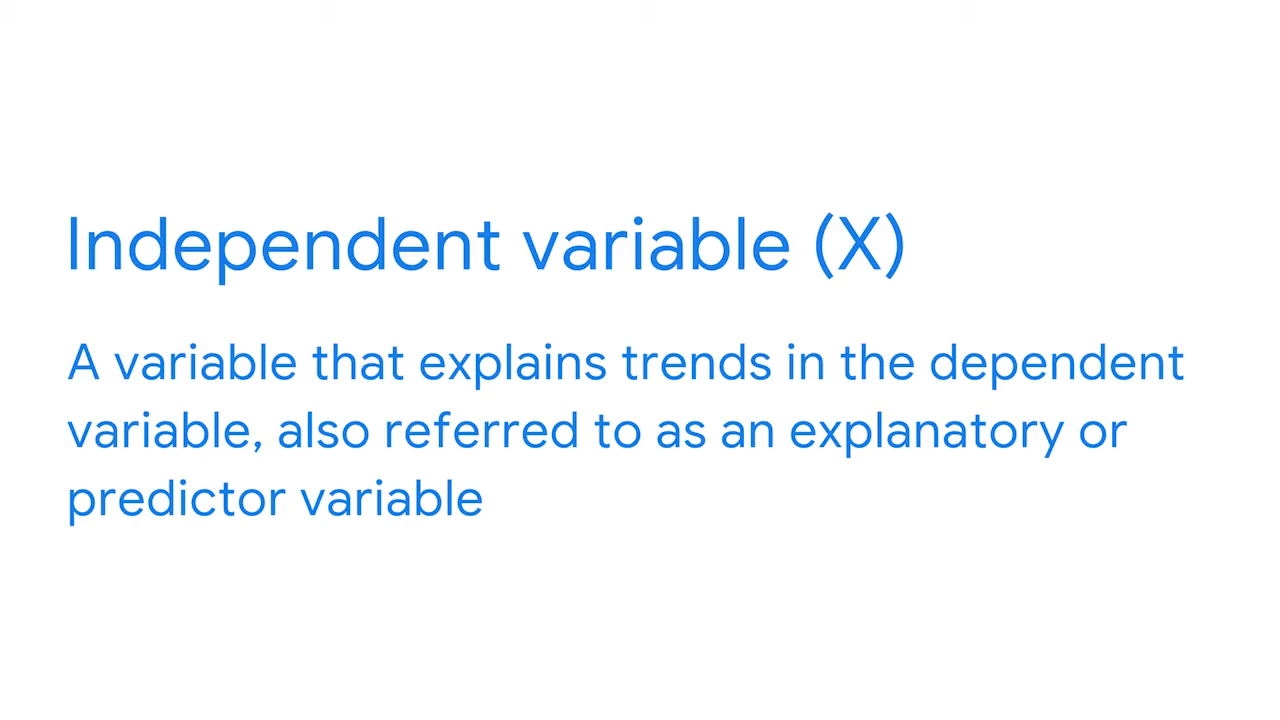 Independent variable (X)
A variable that explains trends in the dependent
variable, also referred to as an explanatory or
predictor variable